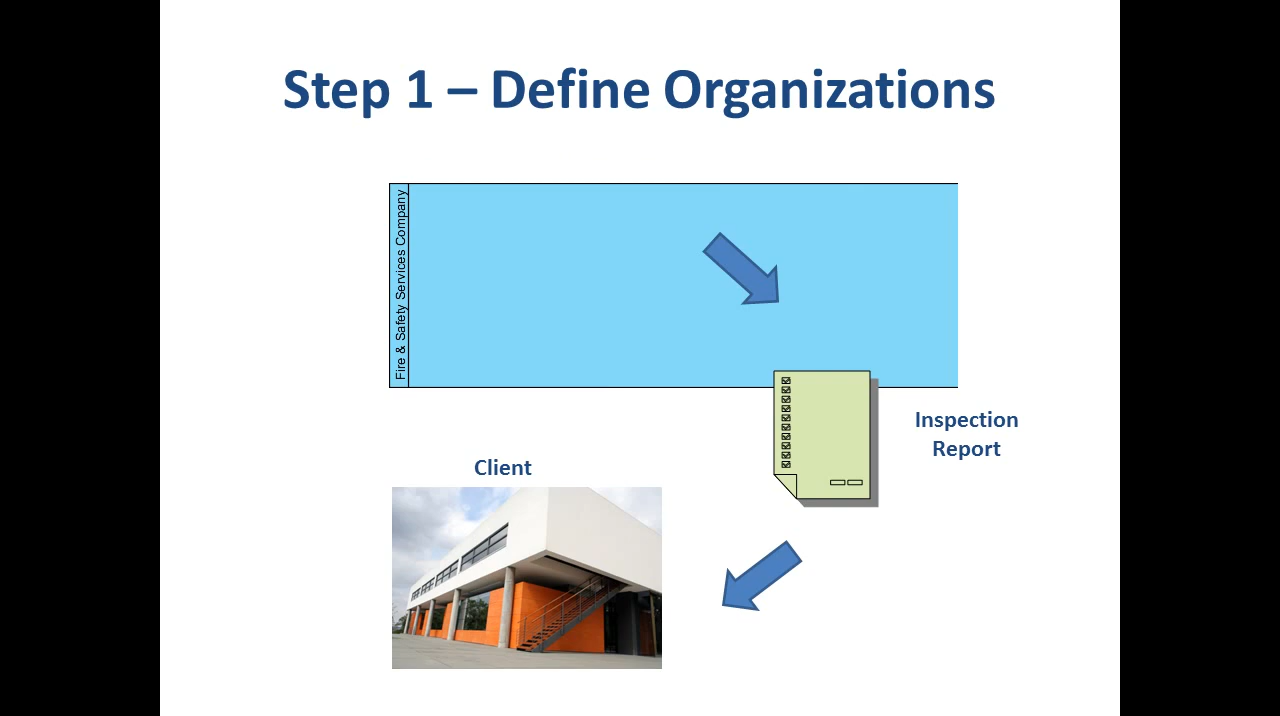 Step 1 – Define Organizations
Fire & Safety Services Company
Inspection
Report
Client